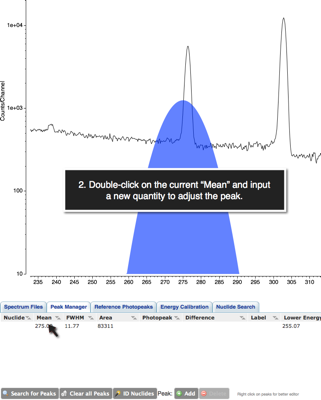 1e+04
Counts/Channel
1e+03
100
10
235 240 245 250 255 260 265 270 275 280 285 290 295 300 305 310
2. Double-click on the current “Mean” and input
a new quantity to adjust the peak.
Spectrum Files Peak Manager Reference Photopeaks Energy Calibration Nuclide Search
Nuclide Mean FWHM Area Photopeak Difference Label Lower Energy
11.77 83311 255.07
Search for Peaks Clear all Peaks ID Nuclides Peak: Add
Right click on peaks for better editor